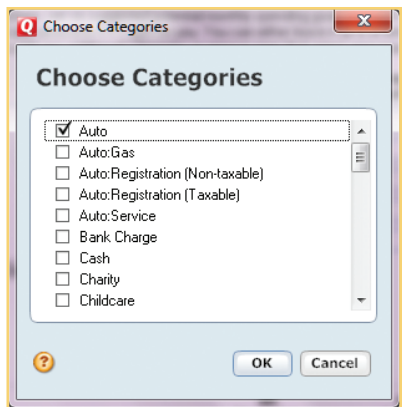 Choose Categories
Choose Categories
Auto
Auto:Gas
Auto:Registration (Non-taxable)
Auto:Registration (Taxable)
Auto:Service
Bank Charge
Cash
Charity
Childcare
?
OK Cancel